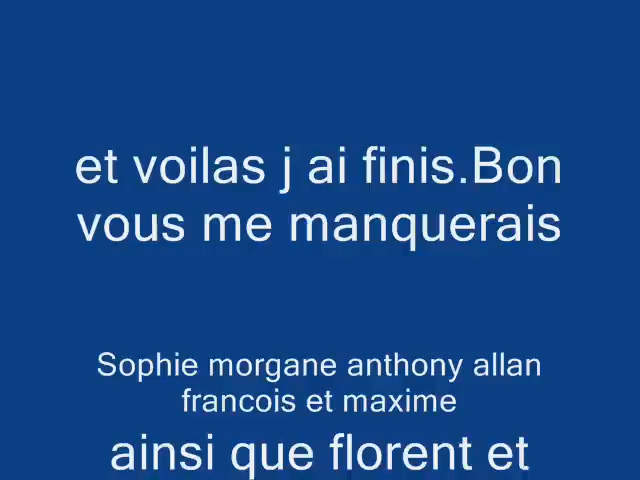 et voilas j ai finis.Bon
vous me manquerais
Sophie morgane anthony allan
francois et maxime
ainsi que florent et